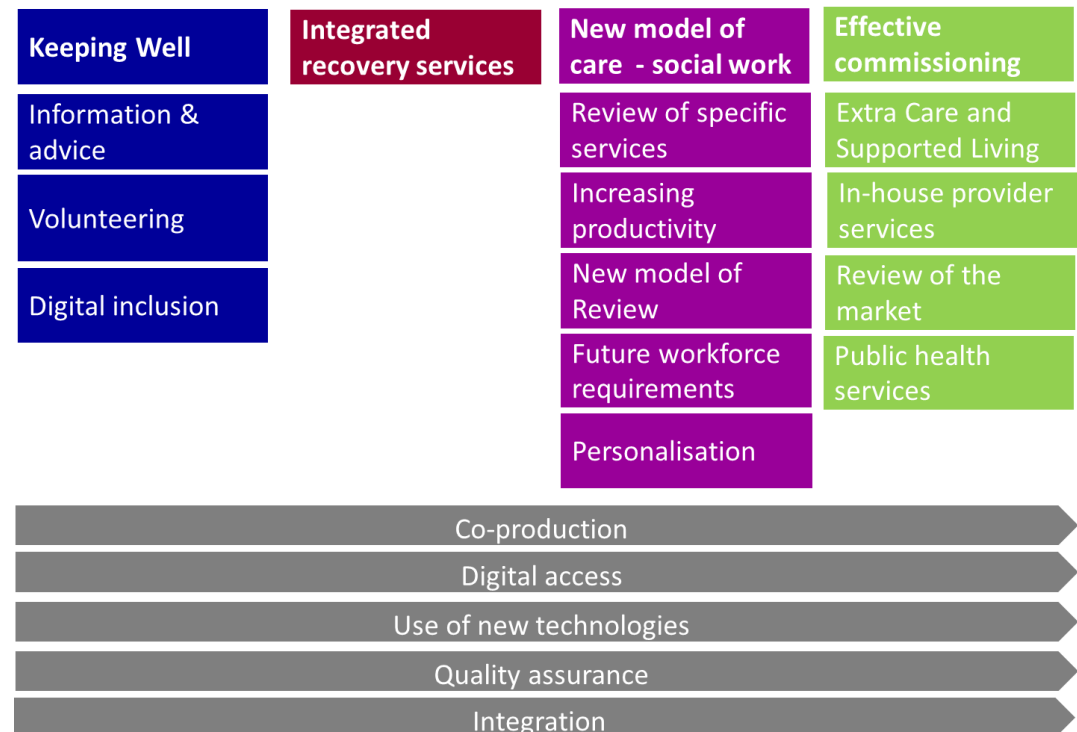 Keeping Well
Information &
advice
Volunteering
Digital inclusion
Integrated
recovery services
New model of
care - social work
Review of specific
services
Increasing
productivity
New model of
Review
Future workforce
requirements
Personalisation
Effective
commissioning
Extra Care and
Supported Living
In-house provider
services
Review of the
market
Public health
services
Co-production
Digital access
Use of new technologies
Quality assurance
Integration